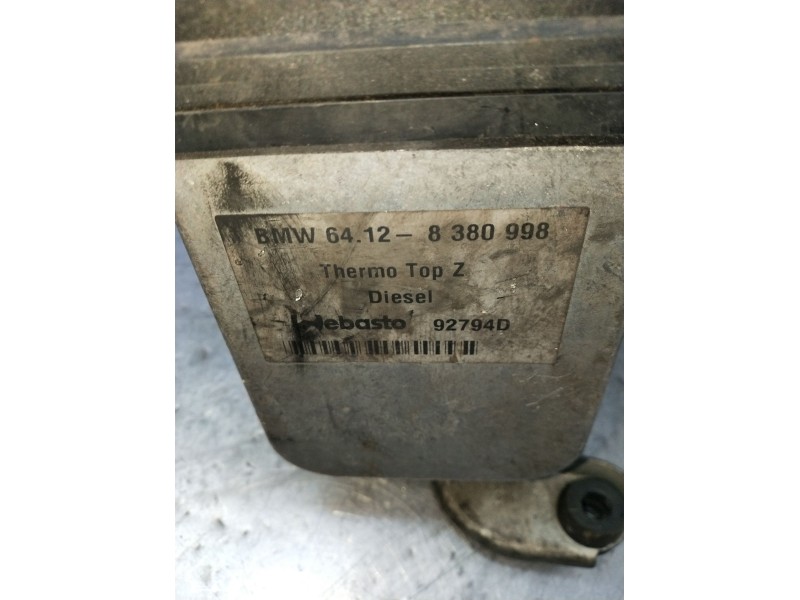 BMW 64.12 - 8 380 998
Thermo Top Z
Diesel
Webasto 92794D